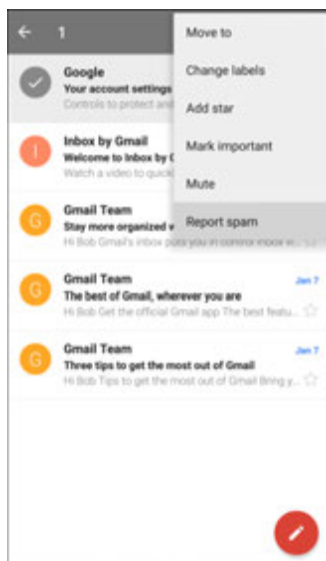 1
Move to
Change labels
Add star
Mark important
Mute
Report spam
Google
Your account settings
Controls to protect and
I
Inbox by Gmail
Welcome to Inbox by
Watch a video to quick
G
Gmail Team
Stay more organized
Hi Bob Gmail's inbox puts you in control
G
Gmail Team
Jan 7
The best of Gmail, wherever you are
Hi Bob Get the official Gmail app The best featu...
G
Gmail Team
Jan 7
Three tips to get the most out of Gmail
Hi Bob Tips to get the most out of Gmail Bring y...